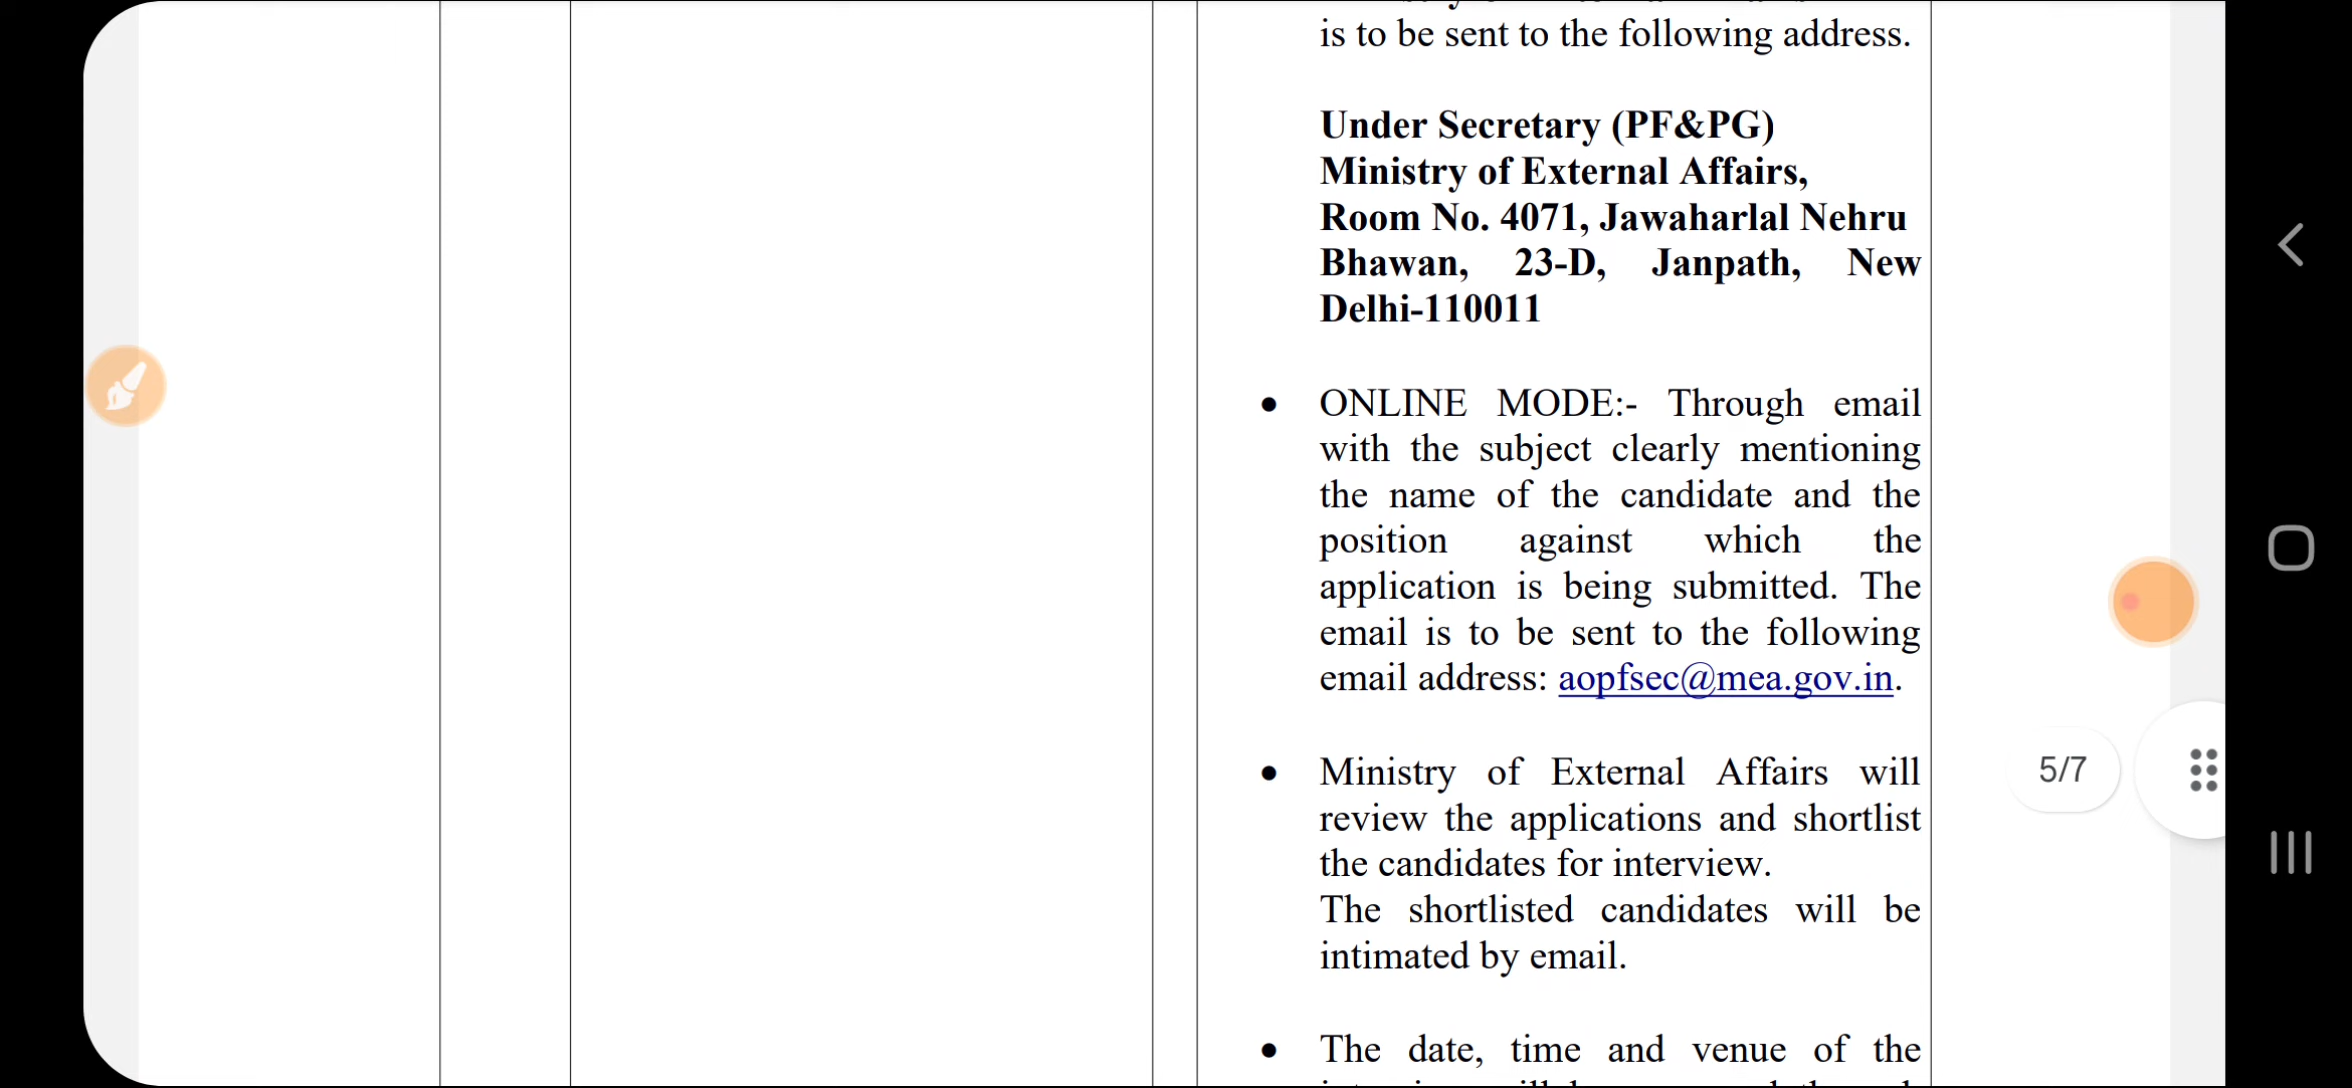 is to be sent to the following address.
Under Secretary (PF&PG)
Ministry of External Affairs,
Room No. 4071, Jawaharlal Nehru
Bhawan, 23-D, Janpath, New
Delhi-110011
● ONLINE MODE:- Through email
with the subject clearly mentioning
the name of the candidate and the
position against which the
application is being submitted. The
email is to be sent to the following
email address: aopfsec@mea.gov.in.
● Ministry of External Affairs will
review the applications and shortlist
the candidates for interview.
The shortlisted candidates will be
intimated by email.
● The date, time and venue of the
5/7